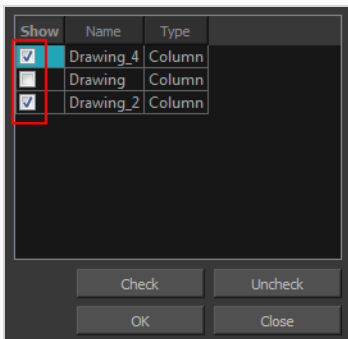 Show Name Type
Drawing_4 Column
Drawing Column
Drawing_2 Column
Check Uncheck
OK Close